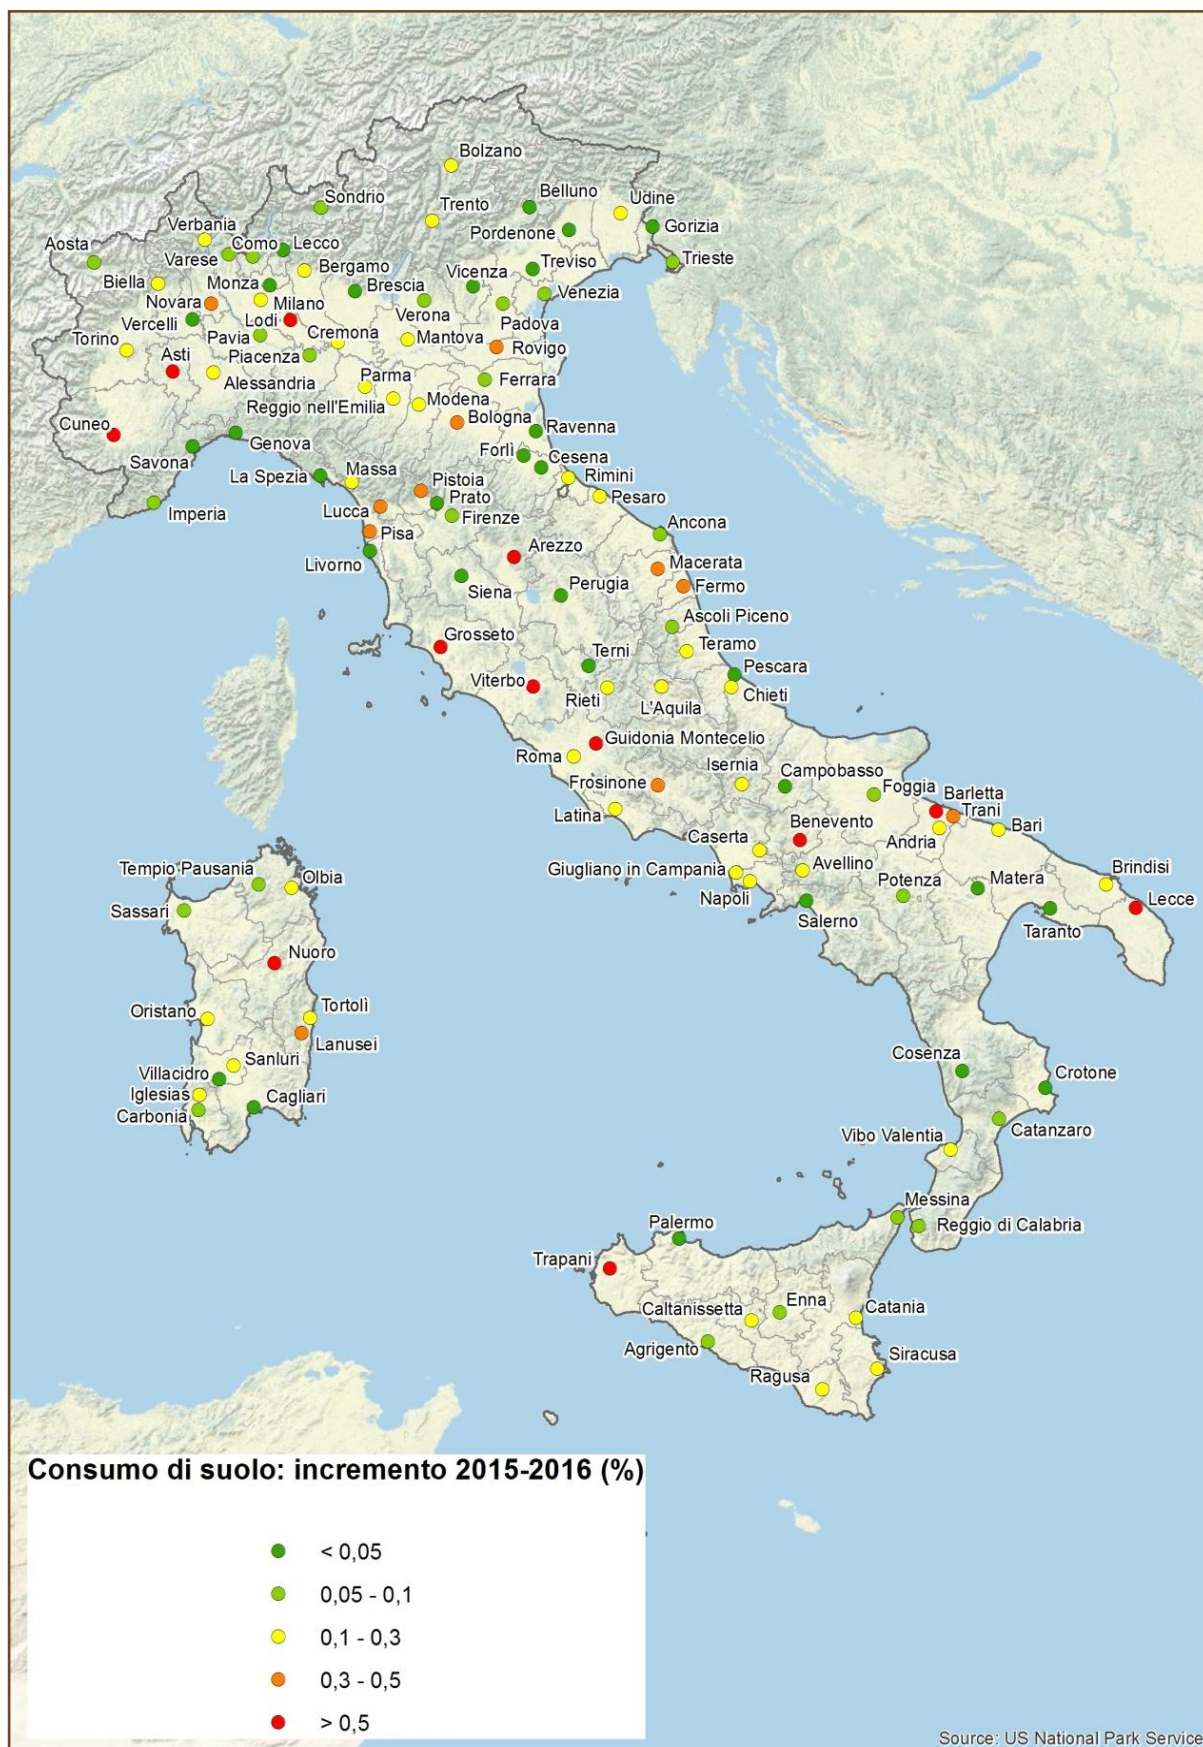 Bolzano
Sondrio
Belluno
Udine
Trento
Verbania
Pordenone
Gorizia
Aosta
Como
Lecco
Varese
Bergamo
Vicenza
Treviso
Trieste
Biella
Monza
Brescia
Venezia
Novara
Milano
Verona
Padova
Vercelli
Lodi
Torino
Pavia
Cremona
Mantova
Rovigo
Asti
Piacenza
Alessandria
Parma
Ferrara
Reggio nell'Emilia
Modena
Bologna
Cuneo
Ravenna
Genova
Savona
Forlì
Cesena
La Spezia
Massa
Rimini
Pistoia
Pesaro
Prato
Imperia
Lucca
Firenze
Pisa
Ancona
Livorno
Arezzo
Macerata
Siena
Perugia
Fermo
Ascoli Piceno
Grosseto
Terni
Teramo
Pescara
Viterbo
Rieti
L'Aquila
Chieti
Guidonia Montecelio
Roma
Isernia
Frosinone
Campobasso
Foggia
Barletta
Latina
Trani
Benevento
Andria
Bari
Caserta
Tempio Pausania
Olbia
Giugliano in Campania
Avellino
Brindisi
Napoli
Potenza
Matera
Sassari
Salerno
Lecce
Taranto
Nuoro
Oristano
Tortolì
Lanusei
Sanluri
Villacidro
Cosenza
Iglesias
Cagliari
Crotone
Carbonia
Catanzaro
Vibo Valentia
Messina
Palermo
Reggio di Calabria
Trapani
Caltanissetta
Enna
Catania
Agrigento
Siracusa
Ragusa
Consumo di suolo: incremento 2015-2016 (%)
< 0,05
0,05 - 0,1
0,1 - 0,3
0,3 - 0,5
> 0,5
Source: US National Park Service